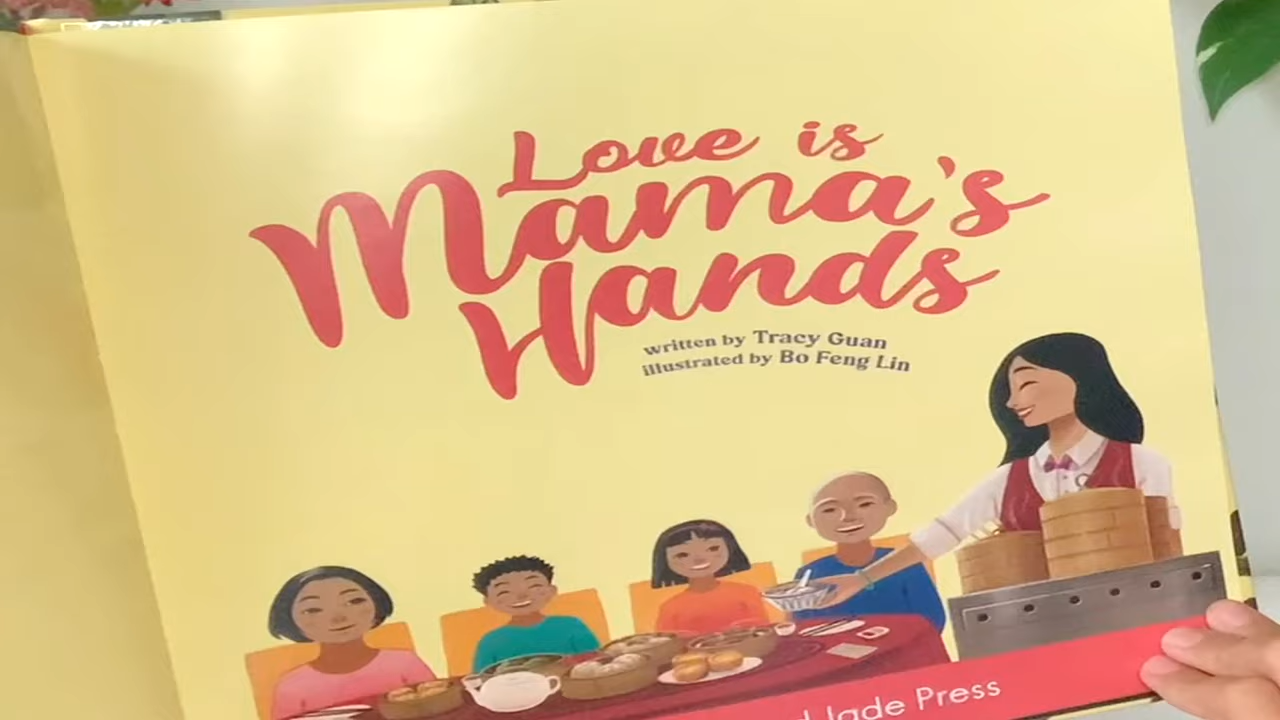 Love is
Mama's
Hands
written by Tracy Guan
illustrated by Bo Feng Lin
Jade Press